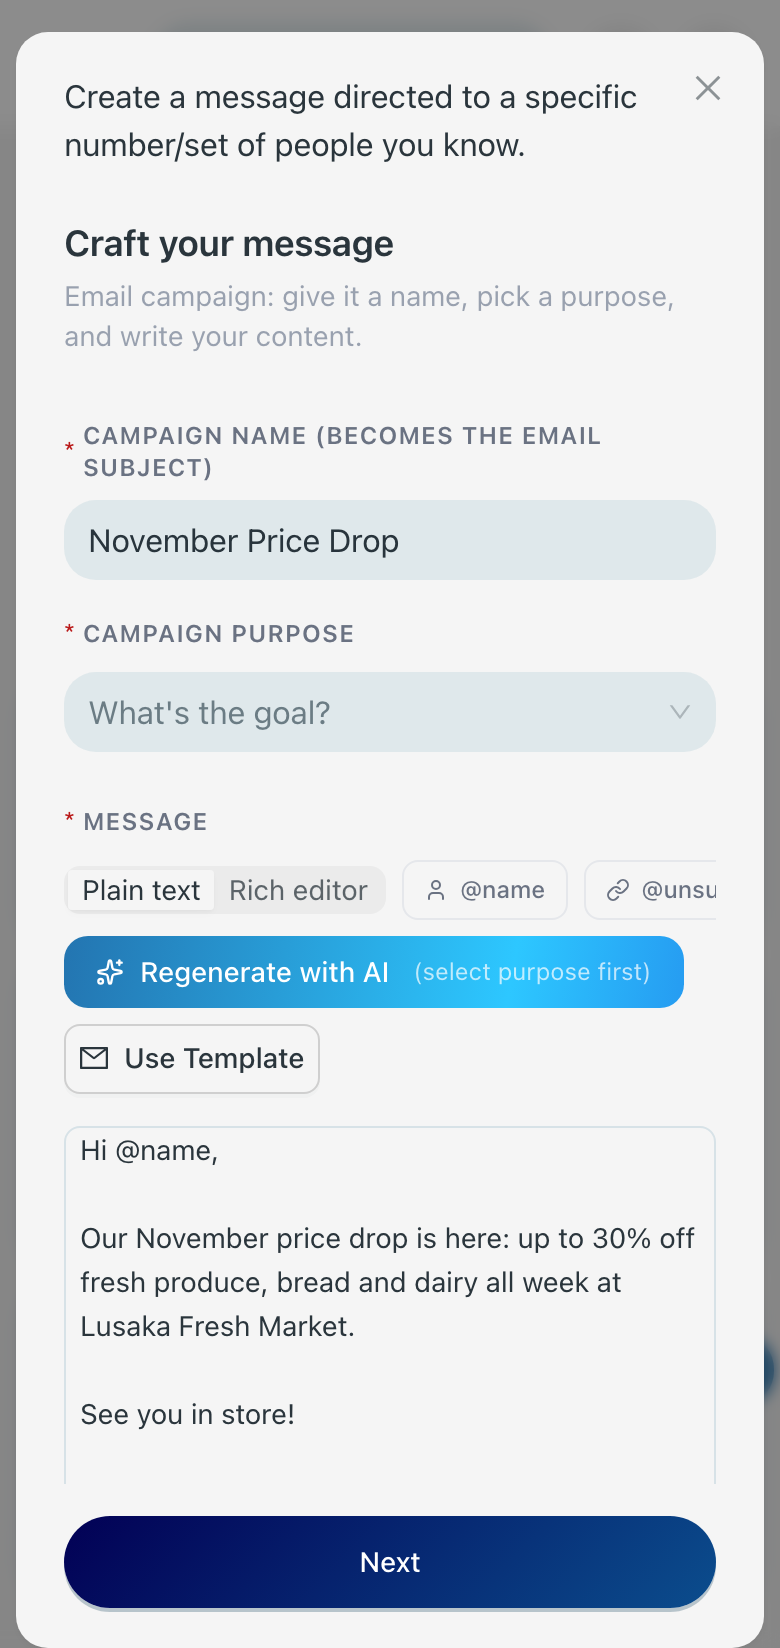 Create a message directed to a specific
number/set of people you know.
Craft your message
Email campaign: give it a name, pick a purpose,
and write your content.
* CAMPAIGN NAME (BECOMES THE EMAIL
SUBJECT)
November Price Drop
* CAMPAIGN PURPOSE
What's the goal?
* MESSAGE
Plain text Rich editor @name @unsu
Regenerate with AI (select purpose first)
Use Template
Hi @name,
Our November price drop is here: up to 30% off
fresh produce, bread and dairy all week at
Lusaka Fresh Market.
See you in store!
Next